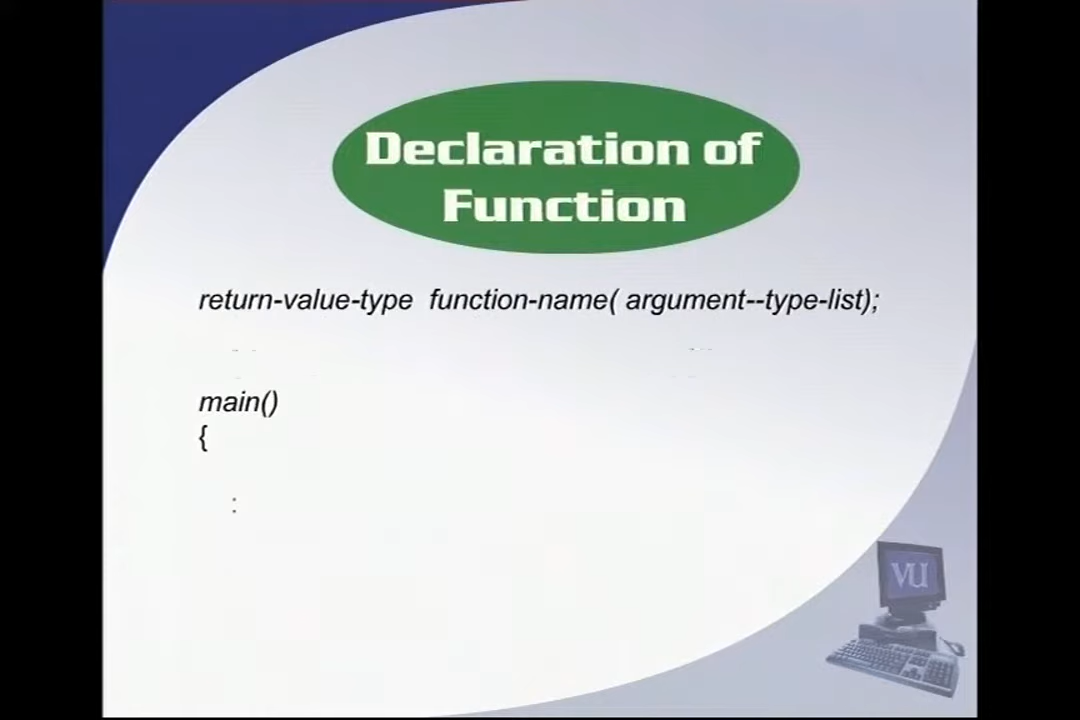 Declaration of
Function
return-value-type function-name( argument--type-list);
main()
{
:
VU